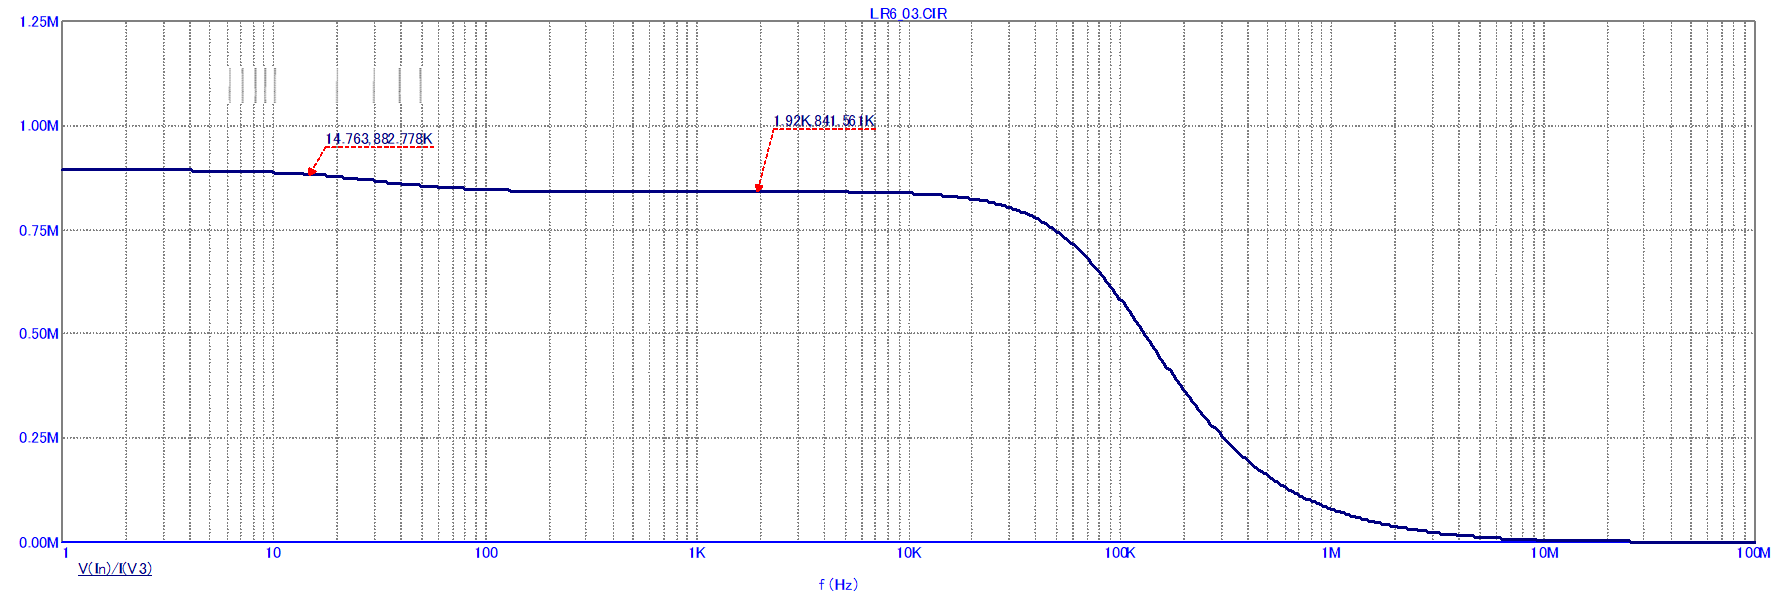 LR6_03.CIR
1.25M
1.00M
0.75M
0.50M
0.25M
0.00M
14.763,882.778K
1.92K,841.561K
1 10 100 1K 10K 100K 1M 10M 100M
V(In)/I(V3)
f (Hz)